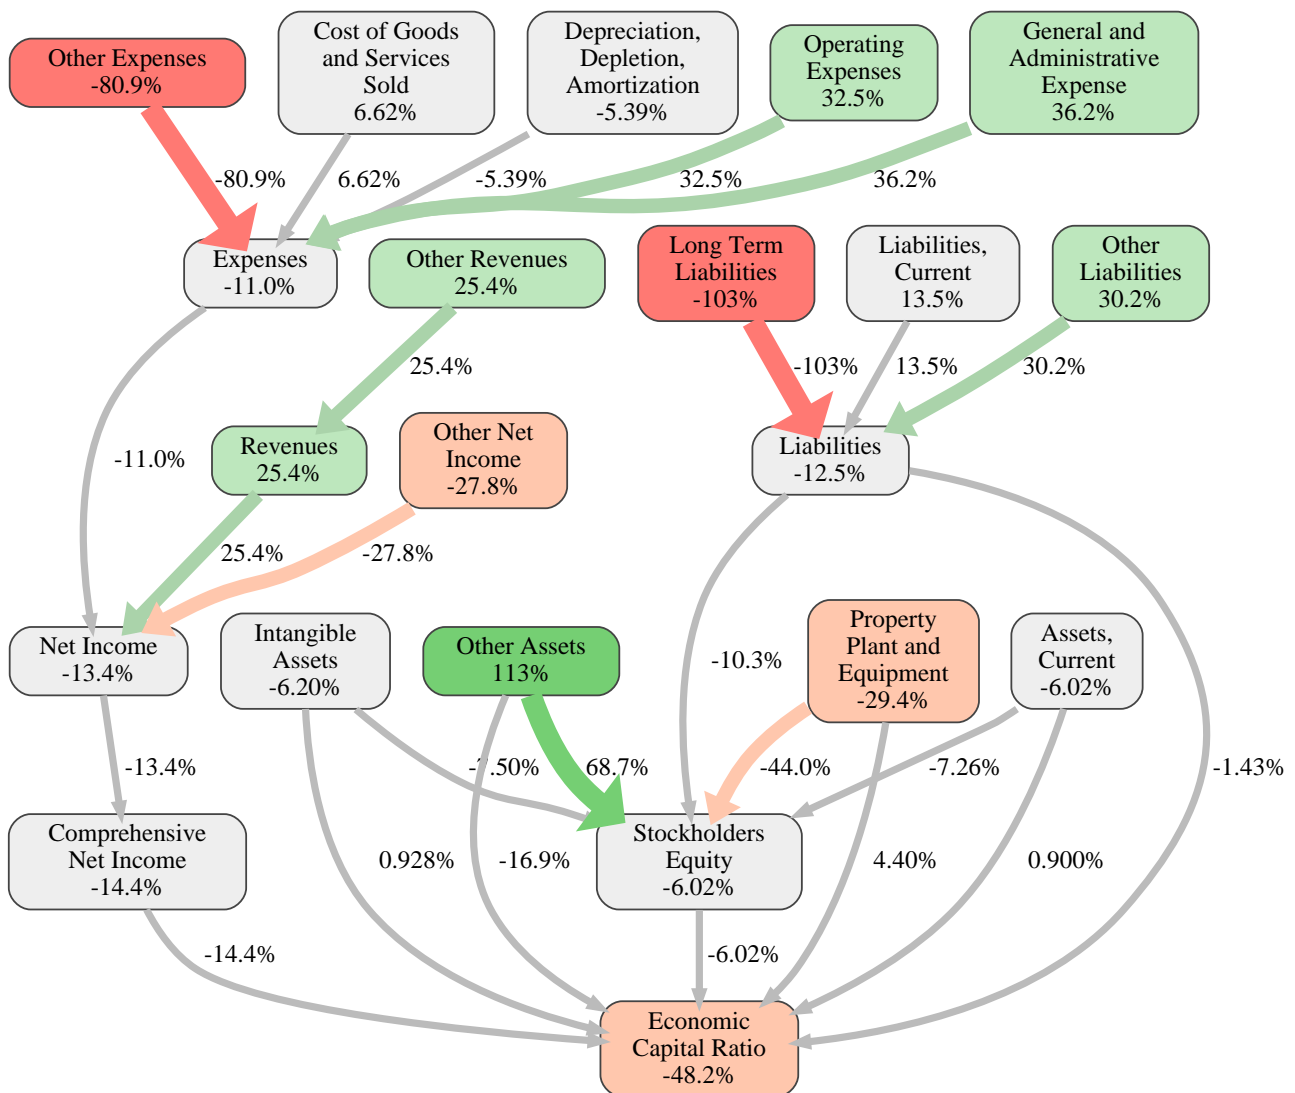 Other Expenses
-80.9%
Cost of Goods
and Services
Sold
6.62%
Depreciation,
Depletion,
Amortization
-5.39%
Operating
Expenses
32.5%
General and
Administrative
Expense
36.2%
-80.9%
6.62%
-5.39%
32.5%
36.2%
Expenses
-11.0%
Other Revenues
25.4%
Long Term
Liabilities
-103%
Liabilities,
Current
13.5%
Other
Liabilities
30.2%
25.4%
-103%
13.5%
30.2%
-11.0%
Revenues
25.4%
Other Net
Income
-27.8%
Liabilities
-12.5%
25.4%
-27.8%
Net Income
-13.4%
Intangible
Assets
-6.20%
Other Assets
113%
-10.3%
Property
Plant and
Equipment
-29.4%
Assets,
Current
-6.02%
-13.4%
-7.50%
68.7%
-44.0%
-7.26%
-1.43%
Comprehensive
Net Income
-14.4%
0.928%
-16.9%
Stockholders
Equity
-6.02%
4.40%
0.900%
-14.4%
-6.02%
Economic
Capital Ratio
-48.2%